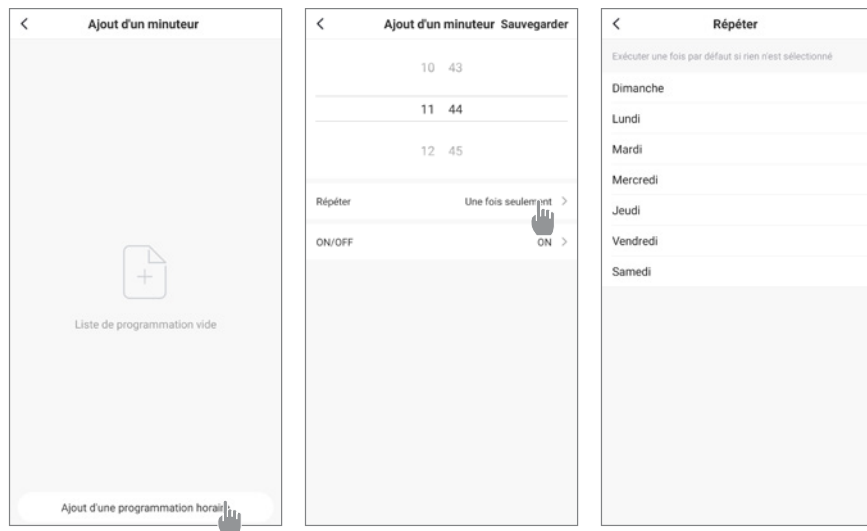 Ajout d'un minuteur
Liste de programmation vide
Ajout d'une programmation horaire
Ajout d'un minuteur Sauvegarder
10 43
11 44
12 45
Répéter Une fois seulement
ON/OFF ON
Répéter
Exécuter une fois par défaut si rien n'est sélectionné
Dimanche
Lundi
Mardi
Mercredi
Jeudi
Vendredi
Samedi